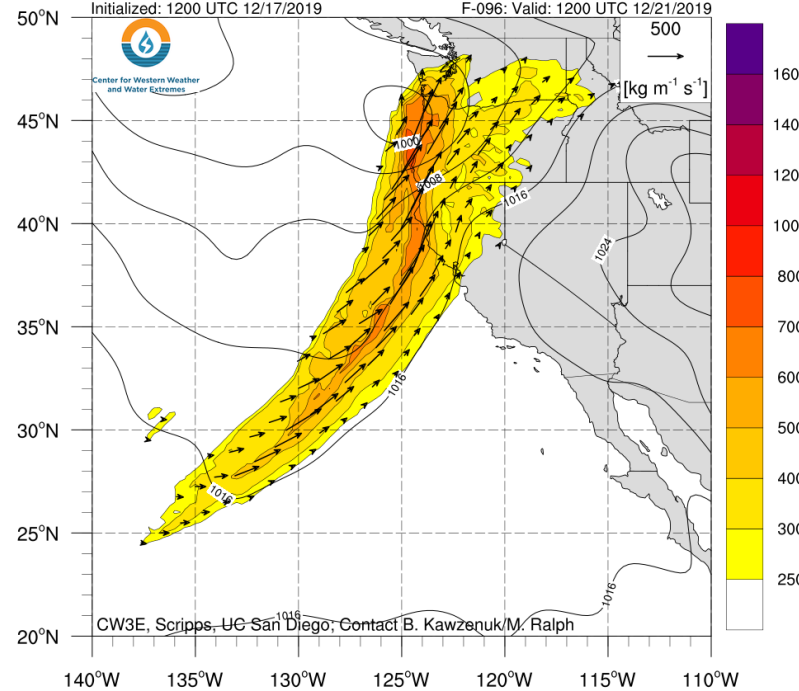 Initialized: 1200 UTC 12/17/2019 F-096: Valid: 1200 UTC 12/21/2019
50°N
Center for Western Weather
and Water Extremes
500
[kg m⁻¹ s⁻¹]
160
45°N
1000
140
1008
120
1016
40°N
100
1024
800
35°N
700
1016
600
30°N
500
1016
400
25°N
300
250
1016
1016
CW3E, Scripps, UC San Diego; Contact B. Kawzenuk/M. Ralph
20°N
140°W 135°W 130°W 125°W 120°W 115°W 110°W